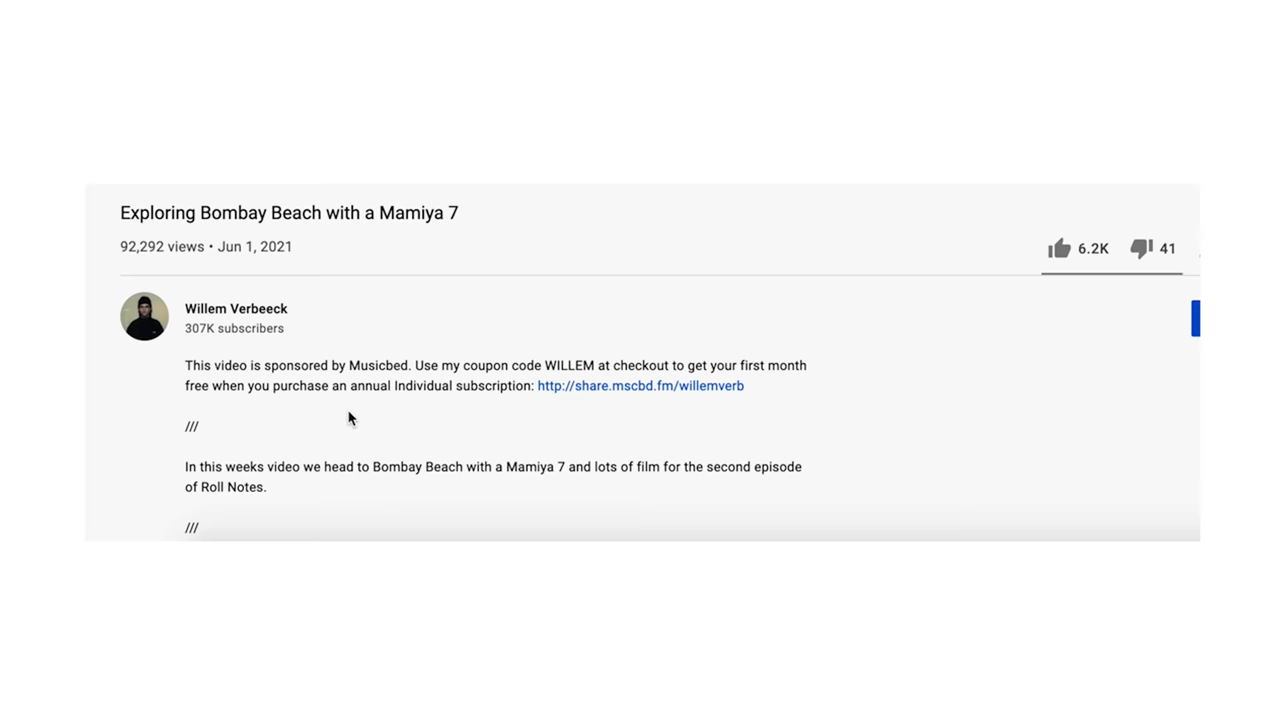 Exploring Bombay Beach with a Mamiya 7
92,292 views • Jun 1, 2021
6.2K
41
Willem Verbeeck
307K subscribers
This video is sponsored by Musicbed. Use my coupon code WILLEM at checkout to get your first month
free when you purchase an annual Individual subscription: http://share.mscbd.fm/willemverb
///
In this weeks video we head to Bombay Beach with a Mamiya 7 and lots of film for the second episode
of Roll Notes.
///